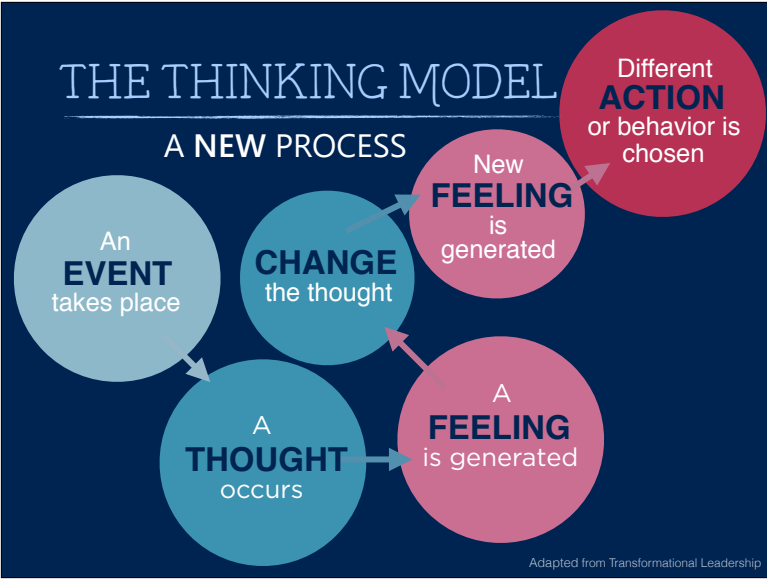 THE THINKING MODEL
A NEW PROCESS
An
EVENT
takes place
A
THOUGHT
occurs
A
FEELING
is generated
CHANGE
the thought
New
FEELING
is
generated
Different
ACTION
or behavior is
chosen
Adapted from Transformational Leadership